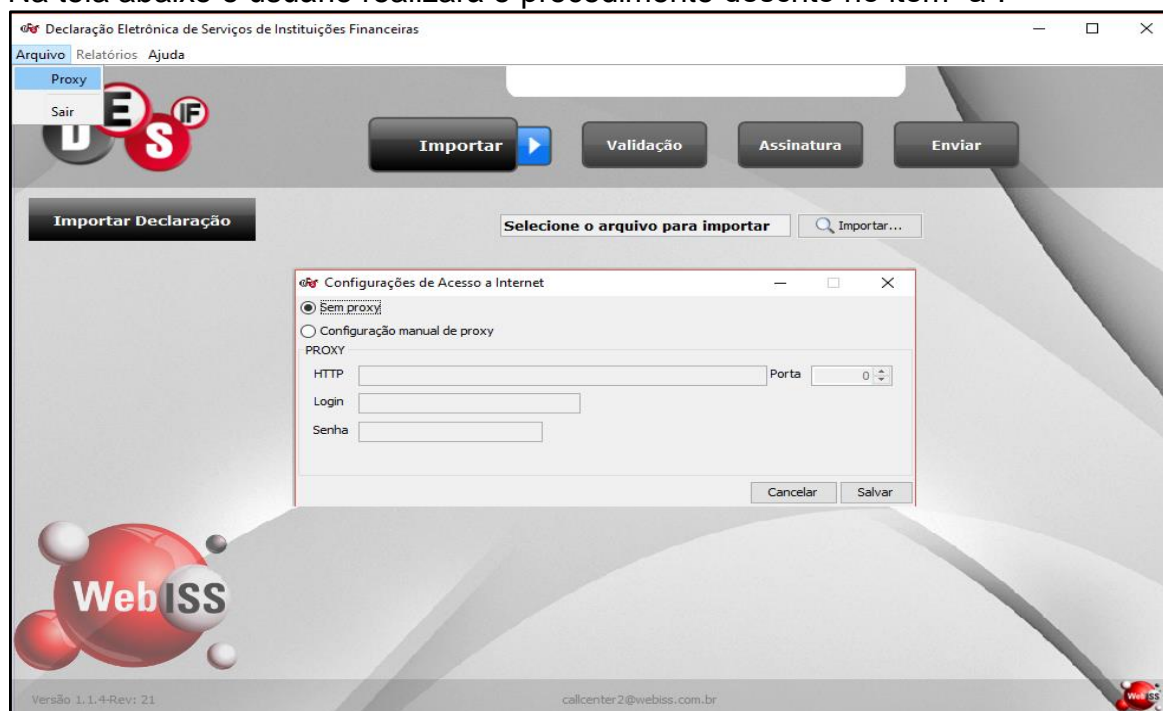 Na tela abaixo o usuário realizará o procedimento descrito no item "a".
Declaração Eletrônica de Serviços de Instituições Financeiras
Arquivo Relatórios Ajuda
Proxy
Sair
DES IF
Importar
Validação
Assinatura
Enviar
Importar Declaração
Selecione o arquivo para importar
Importar...
Configurações de Acesso a Internet
Sem proxy
Configuração manual de proxy
PROXY
HTTP
Porta
0
Login
Senha
Cancelar
Salvar
WebISS
Versão 1.1.4-Rev: 21
callcenter2@webiss.com.br
WebISS